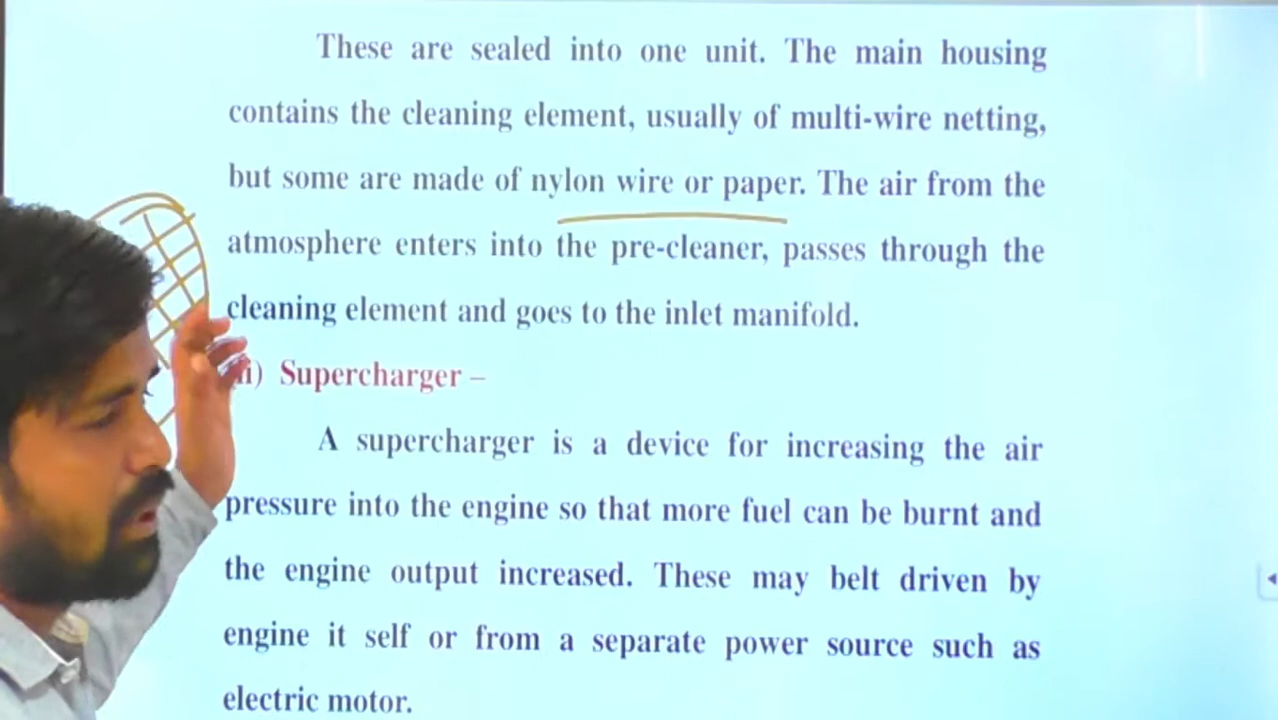 These are sealed into one unit. The main housing
contains the cleaning element, usually of multi-wire netting,
but some are made of nylon wire or paper. The air from the
atmosphere enters into the pre-cleaner, passes through the
cleaning element and goes to the inlet manifold.
i) Supercharger –
A supercharger is a device for increasing the air
pressure into the engine so that more fuel can be burnt and
the engine output increased. These may belt driven by
engine it self or from a separate power source such as
electric motor.